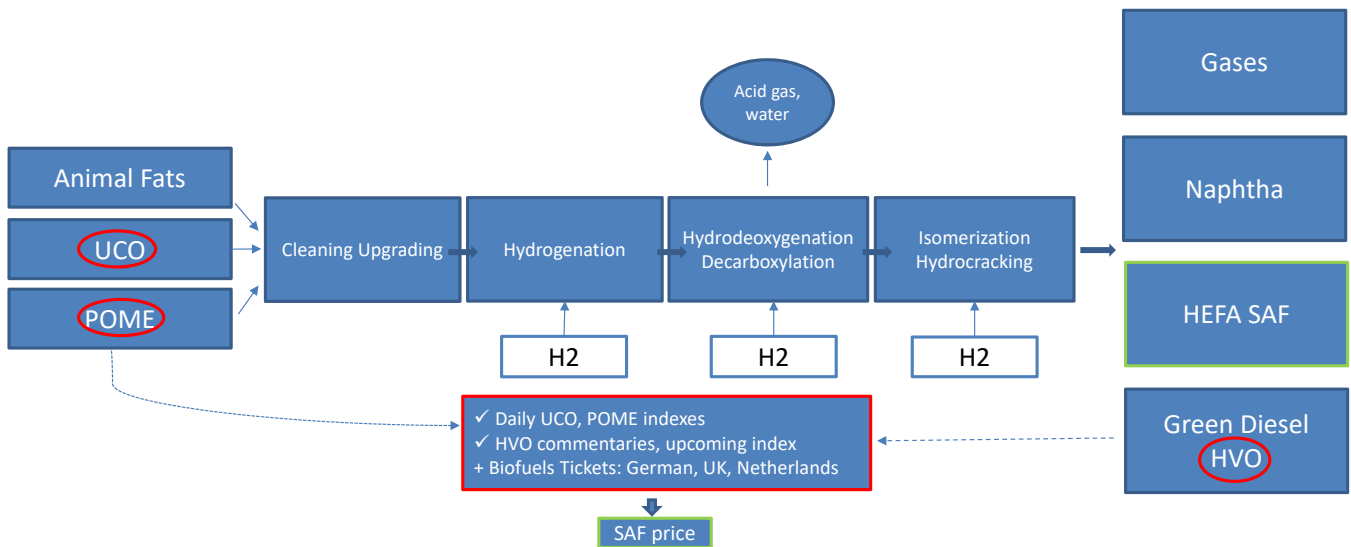 Gases
Acid gas,
water
Animal Fats
Naphtha
UCO
Cleaning Upgrading
Hydrogenation
Hydrodeoxygenation
Decarboxylation
Isomerization
Hydrocracking
POME
HEFA SAF
H2
H2
H2
✓ Daily UCO, POME indexes
✓ HVO commentaries, upcoming index
+ Biofuels Tickets: German, UK, Netherlands
Green Diesel
HVO
SAF price